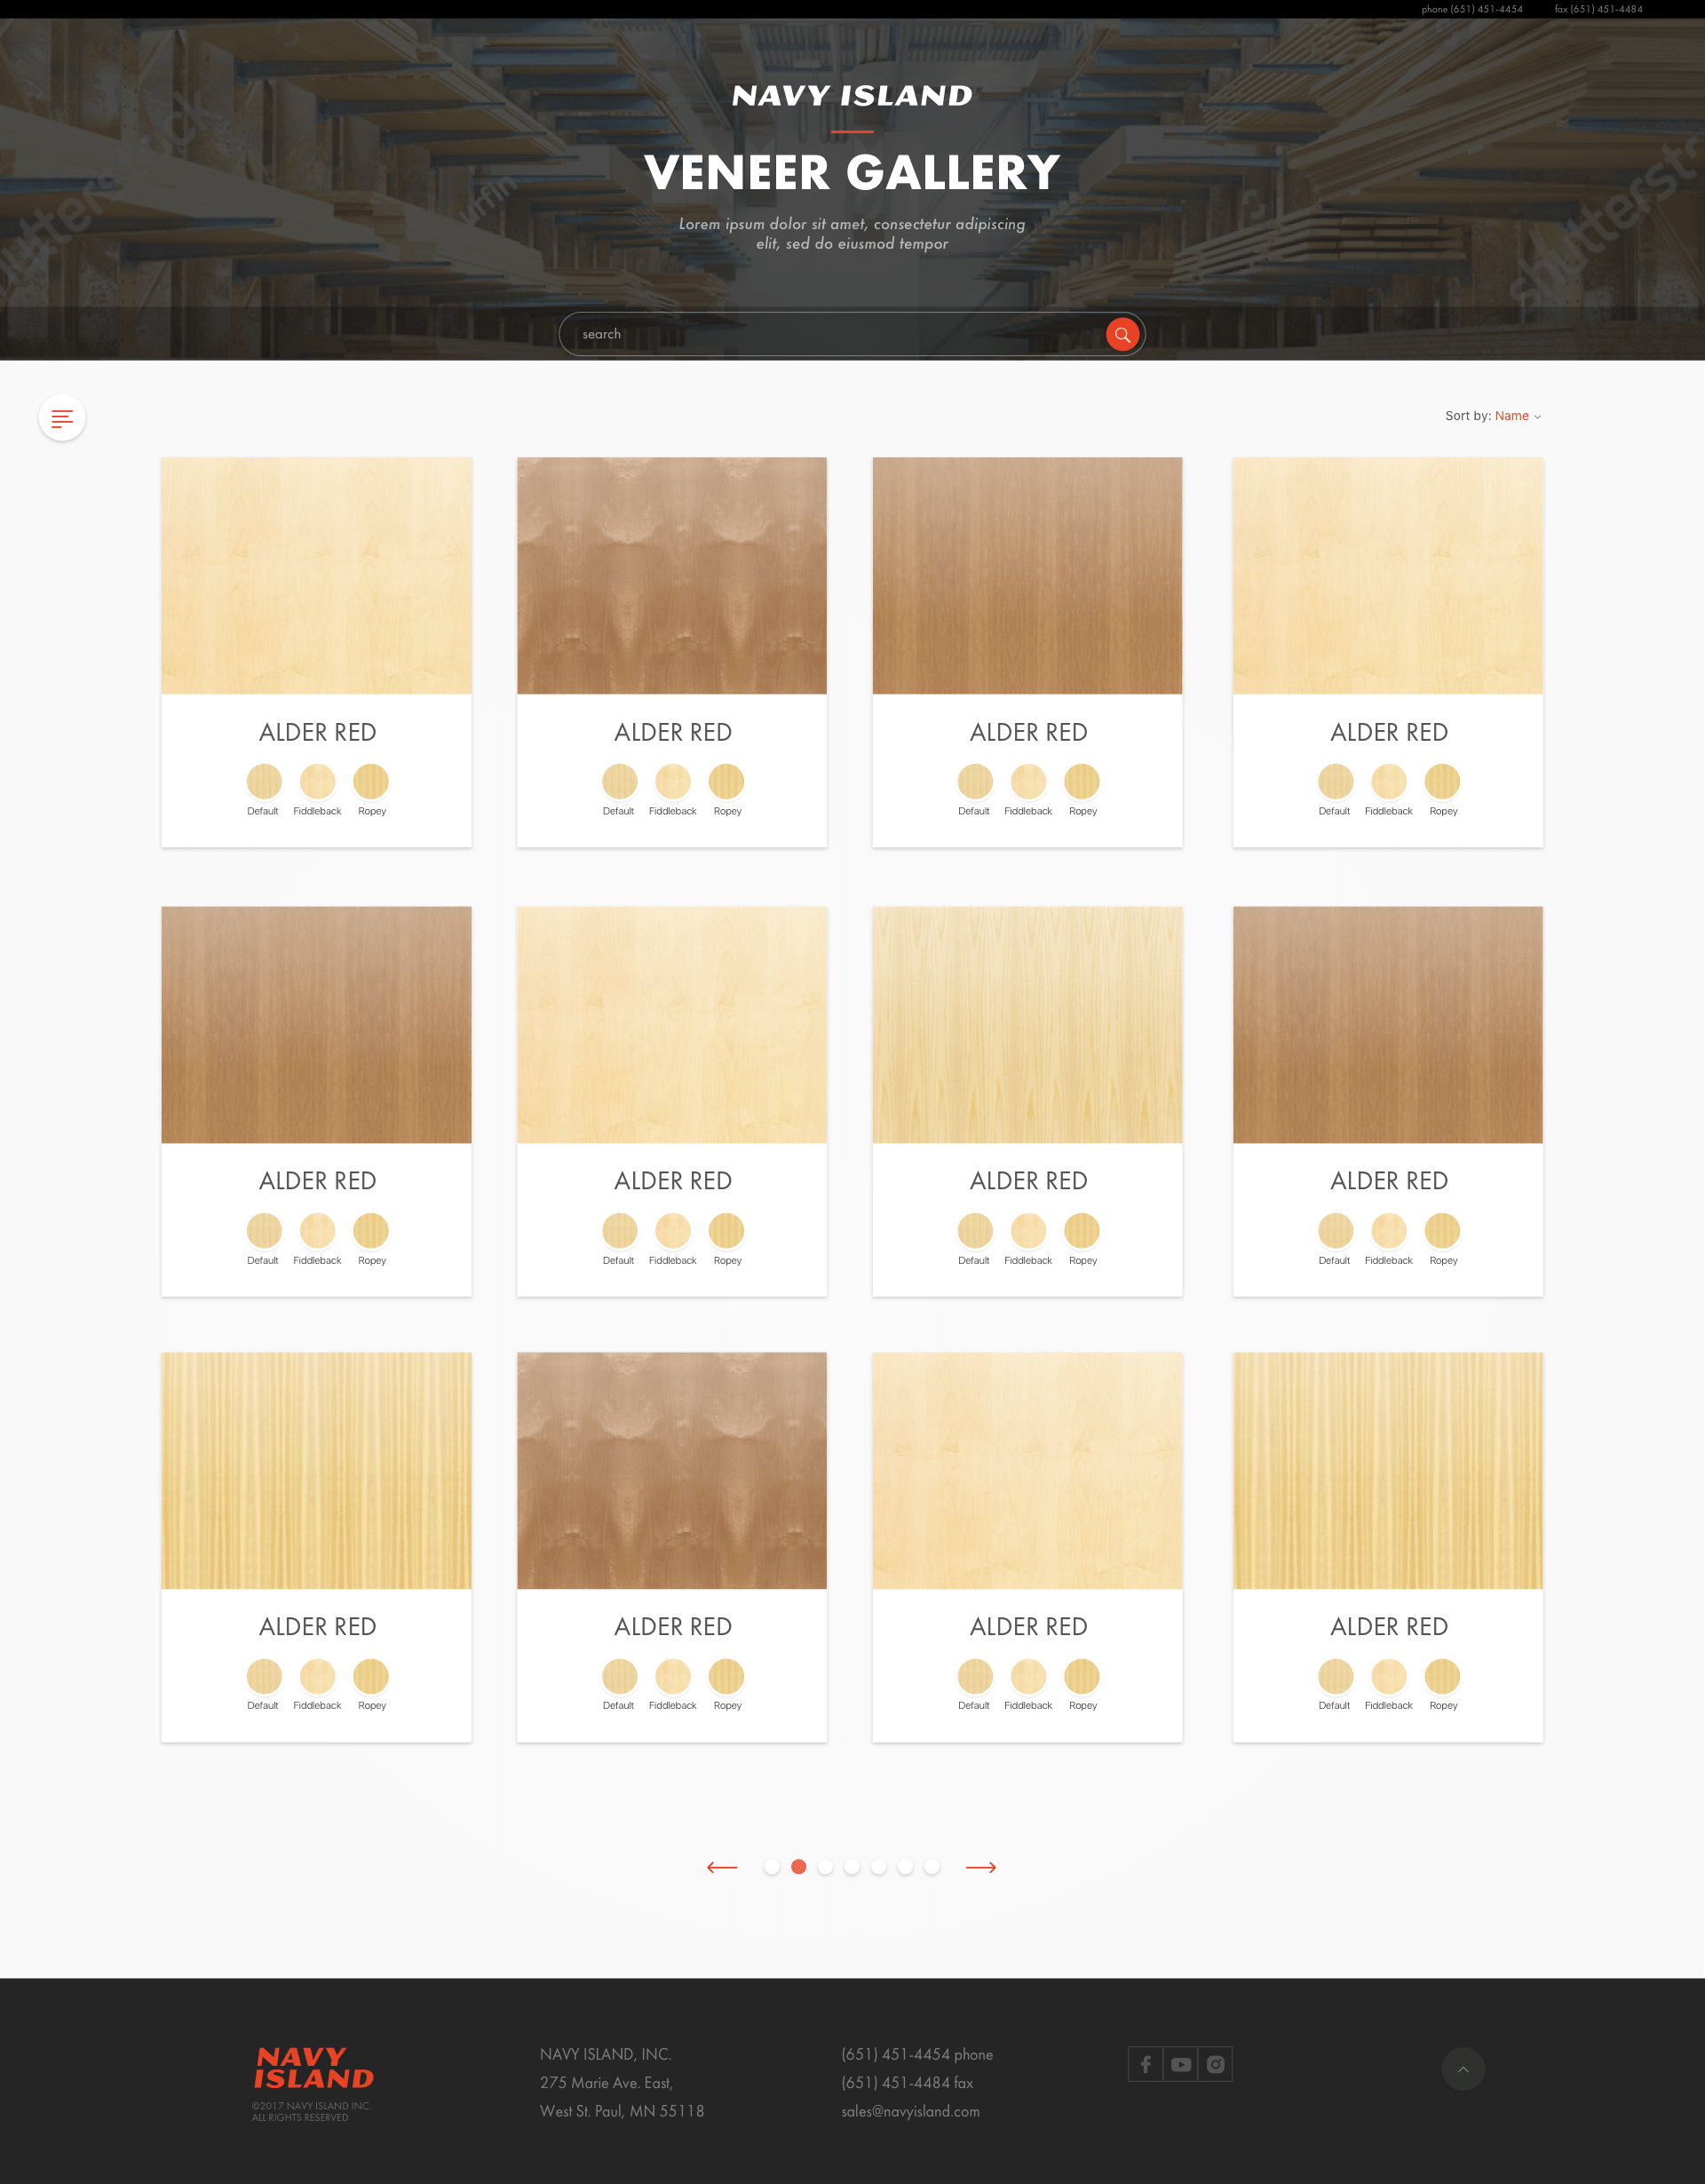 phone (651) 451-4454 fax (651) 451-4484
NAVY ISLAND
VENEER GALLERY
Lorem ipsum dolor sit amet, consectetur adipiscing
elit, sed do eiusmod tempor
search
Sort by: Name
ALDER RED ALDER RED ALDER RED ALDER RED
Default Fiddleback Ropey Default Fiddleback Ropey Default Fiddleback Ropey Default Fiddleback Ropey
ALDER RED ALDER RED ALDER RED ALDER RED
Default Fiddleback Ropey Default Fiddleback Ropey Default Fiddleback Ropey Default Fiddleback Ropey
ALDER RED ALDER RED ALDER RED ALDER RED
Default Fiddleback Ropey Default Fiddleback Ropey Default Fiddleback Ropey Default Fiddleback Ropey
NAVY
ISLAND
©2017 NAVY ISLAND INC.
ALL RIGHTS RESERVED
NAVY ISLAND, INC.
275 Marie Ave. East,
West St. Paul, MN 55118
(651) 451-4454 phone
(651) 451-4484 fax
sales@navyisland.com